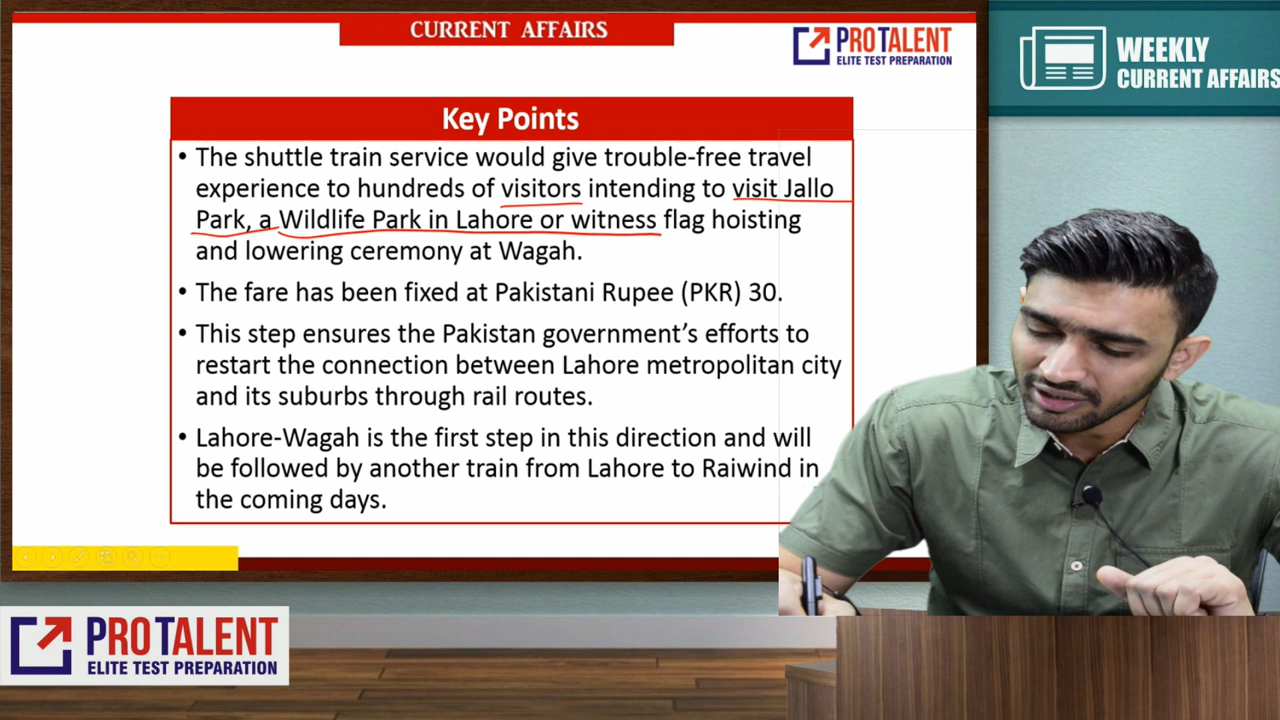 CURRENT AFFAIRS
PROTALENT
ELITE TEST PREPARATION
WEEKLY
CURRENT AFFAIRS
Key Points
• The shuttle train service would give trouble-free travel
experience to hundreds of visitors intending to visit Jallo
Park, a Wildlife Park in Lahore or witness flag hoisting
and lowering ceremony at Wagah.
• The fare has been fixed at Pakistani Rupee (PKR) 30.
• This step ensures the Pakistan government's efforts to
restart the connection between Lahore metropolitan city
and its suburbs through rail routes.
• Lahore-Wagah is the first step in this direction and will
be followed by another train from Lahore to Raiwind in
the coming days.
PROTALENT
ELITE TEST PREPARATION